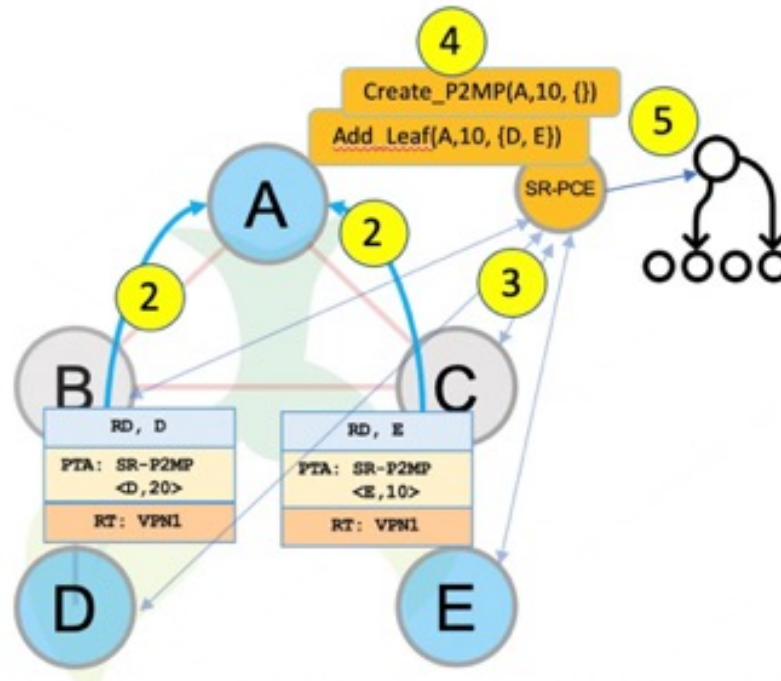 4
Create_P2MP(A,10, {})
Add_Leaf(A,10, {D, E})
5
SR-PCE
A
2
2
3
B
C
RD, D
PTA: SR-P2MP
<D,20>
RT: VPN1
RD, E
PTA: SR-P2MP
<E,10>
RT: VPN1
D
E